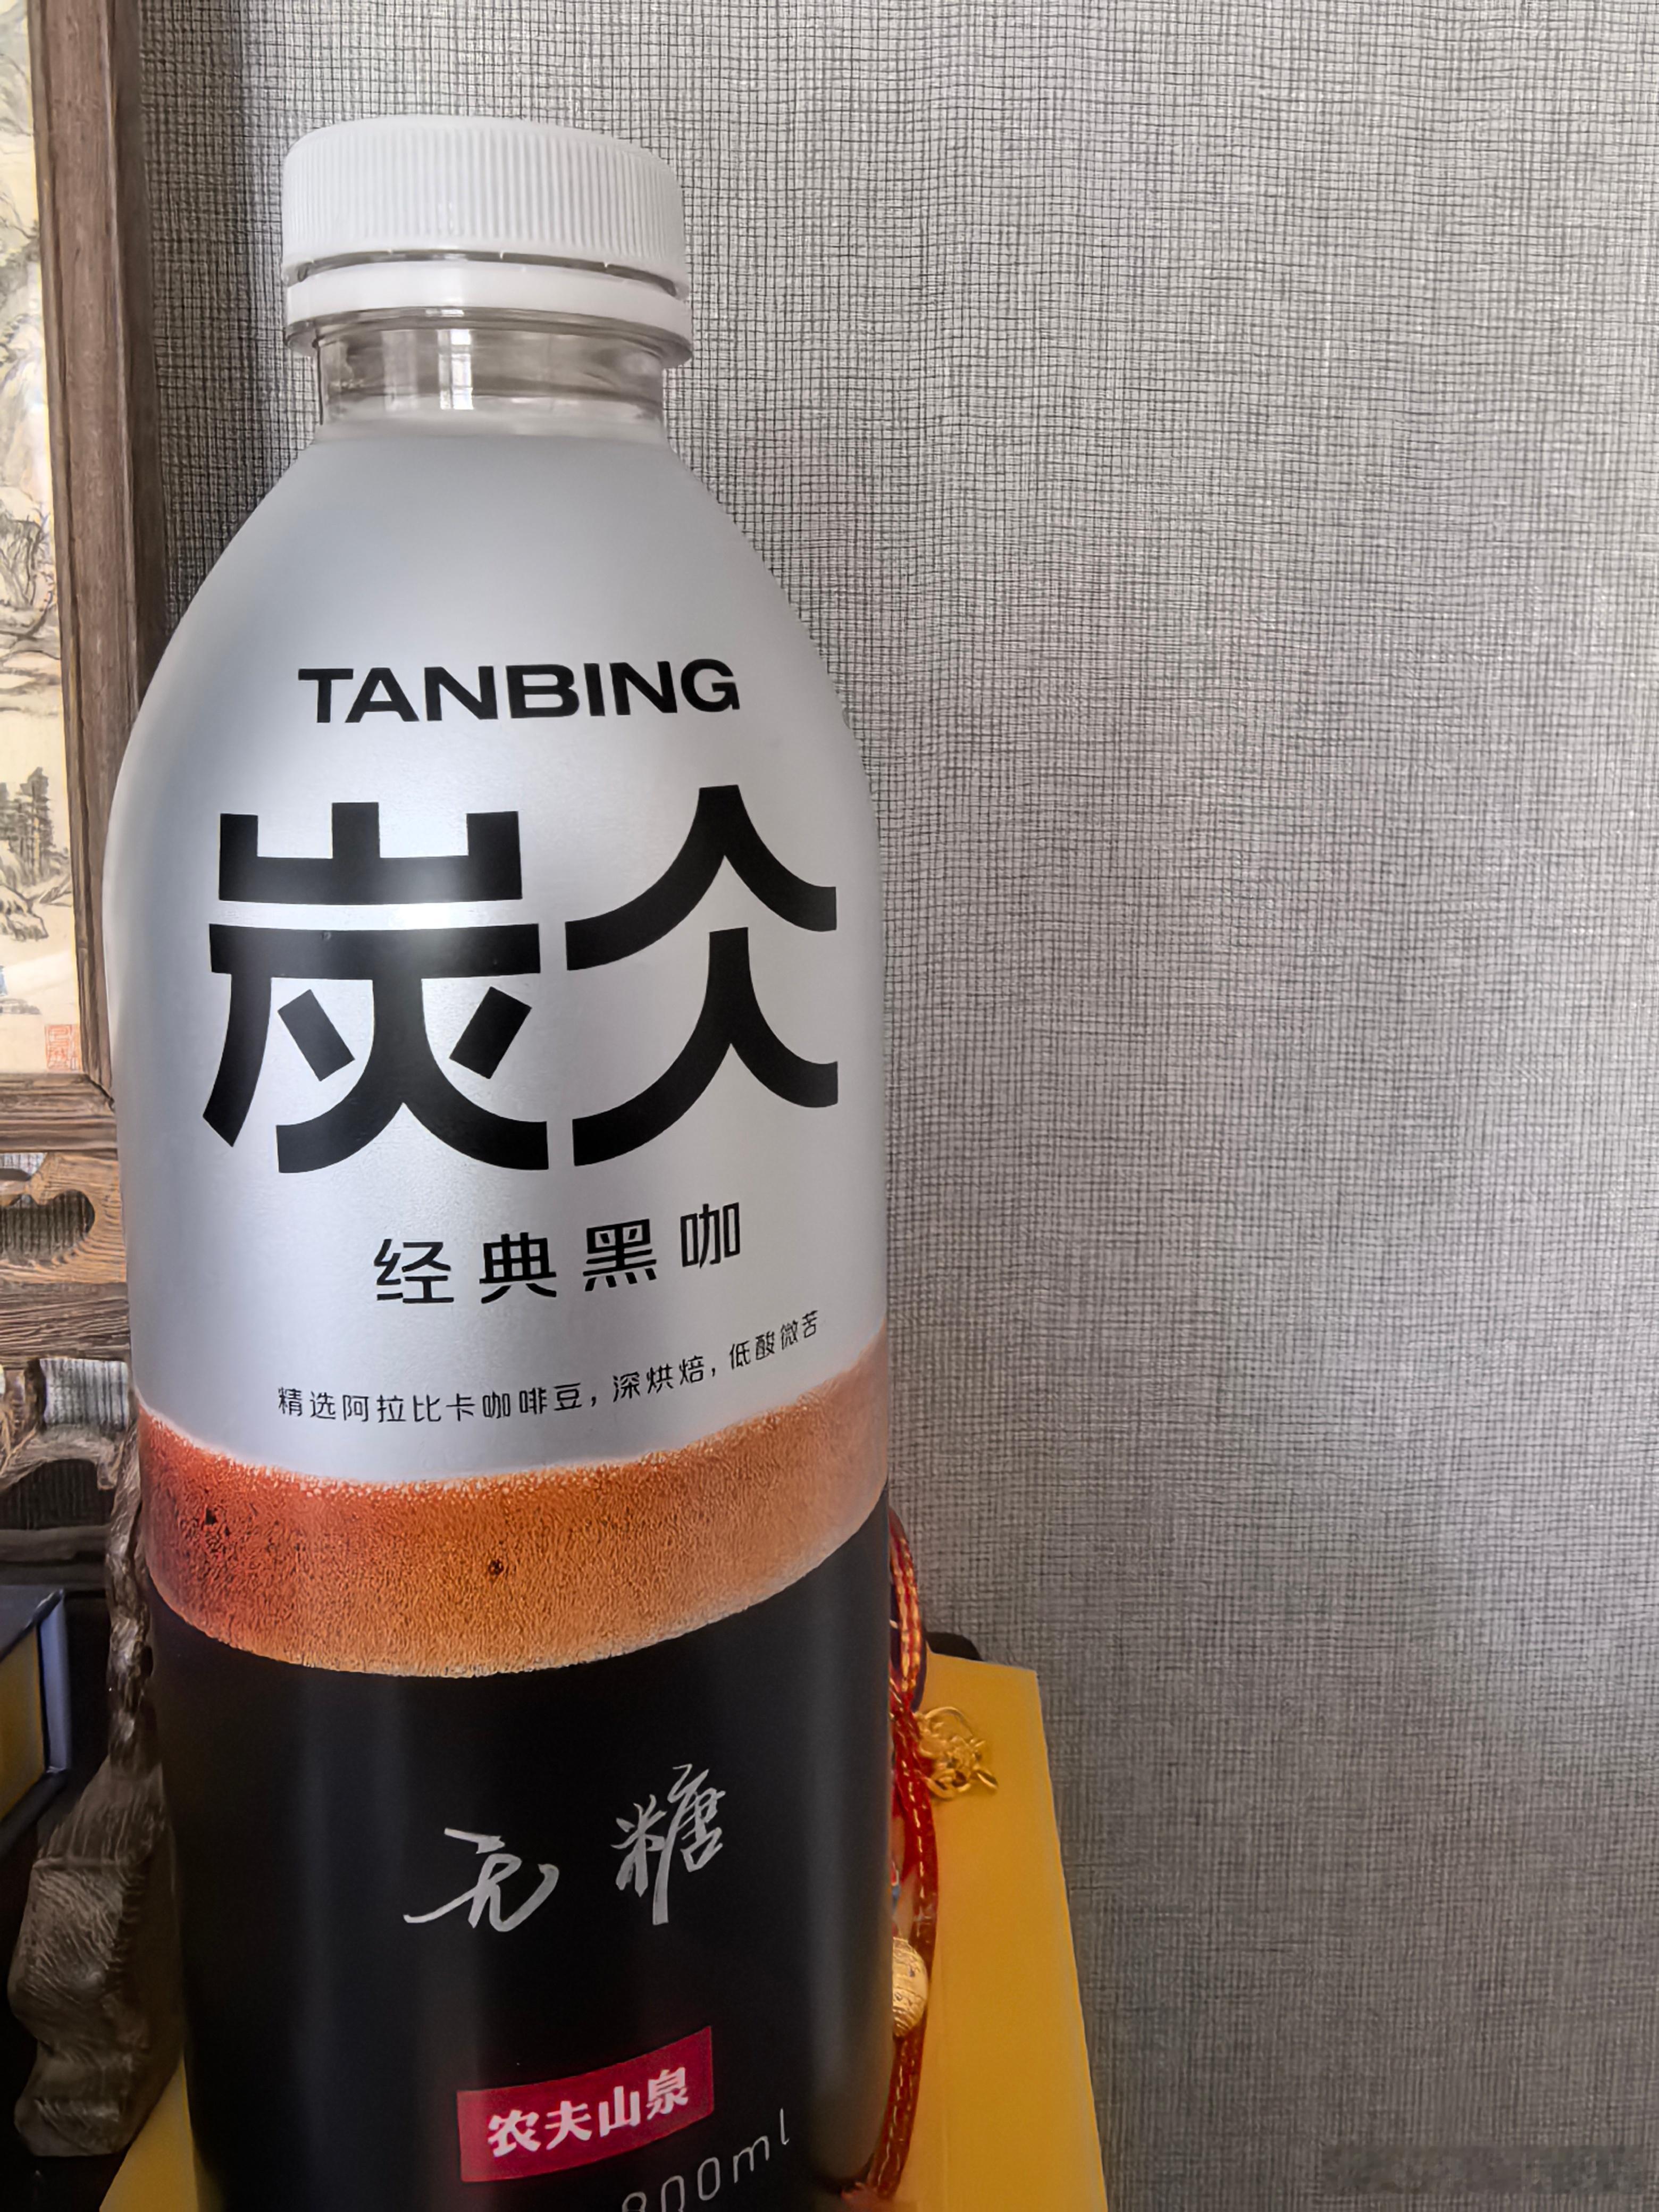 TANBING
炭仌
经典黑咖
精选阿拉比卡咖啡豆，深烘焙，低酸微苦
无糖
农夫山泉
800ml